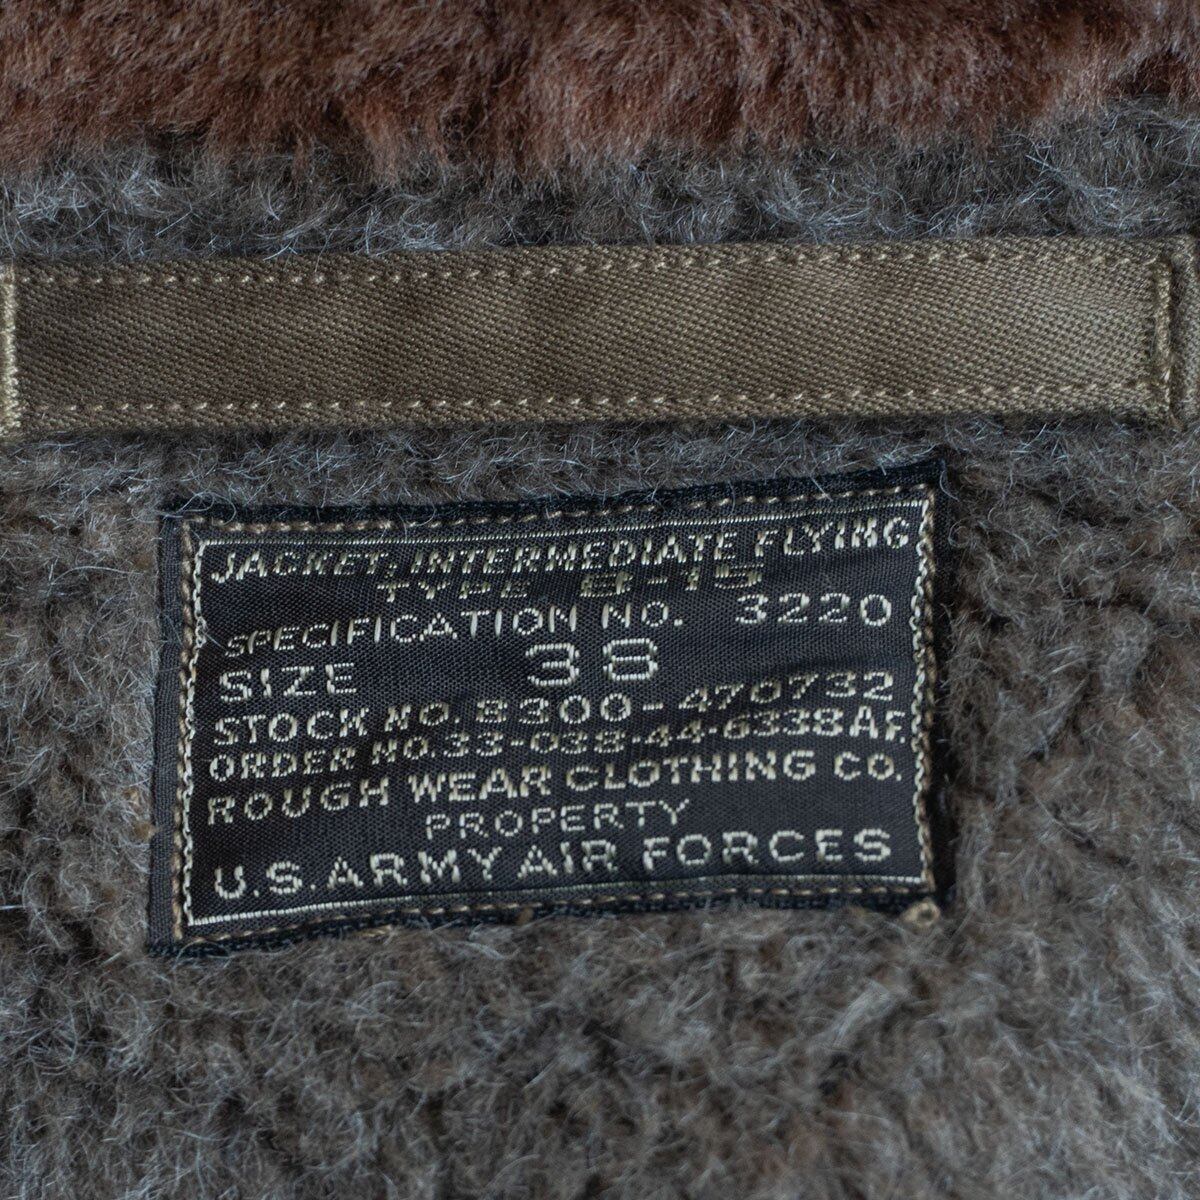 JACKET, INTERMEDIATE FLYING
TYPE B-15
SPECIFICATION NO. 3220
SIZE 38
STOCK NO. 8300-470732
ORDER NO. 33-038-44-6338AF.
ROUGH WEAR CLOTHING CO.
PROPERTY
U.S. ARMY AIR FORCES